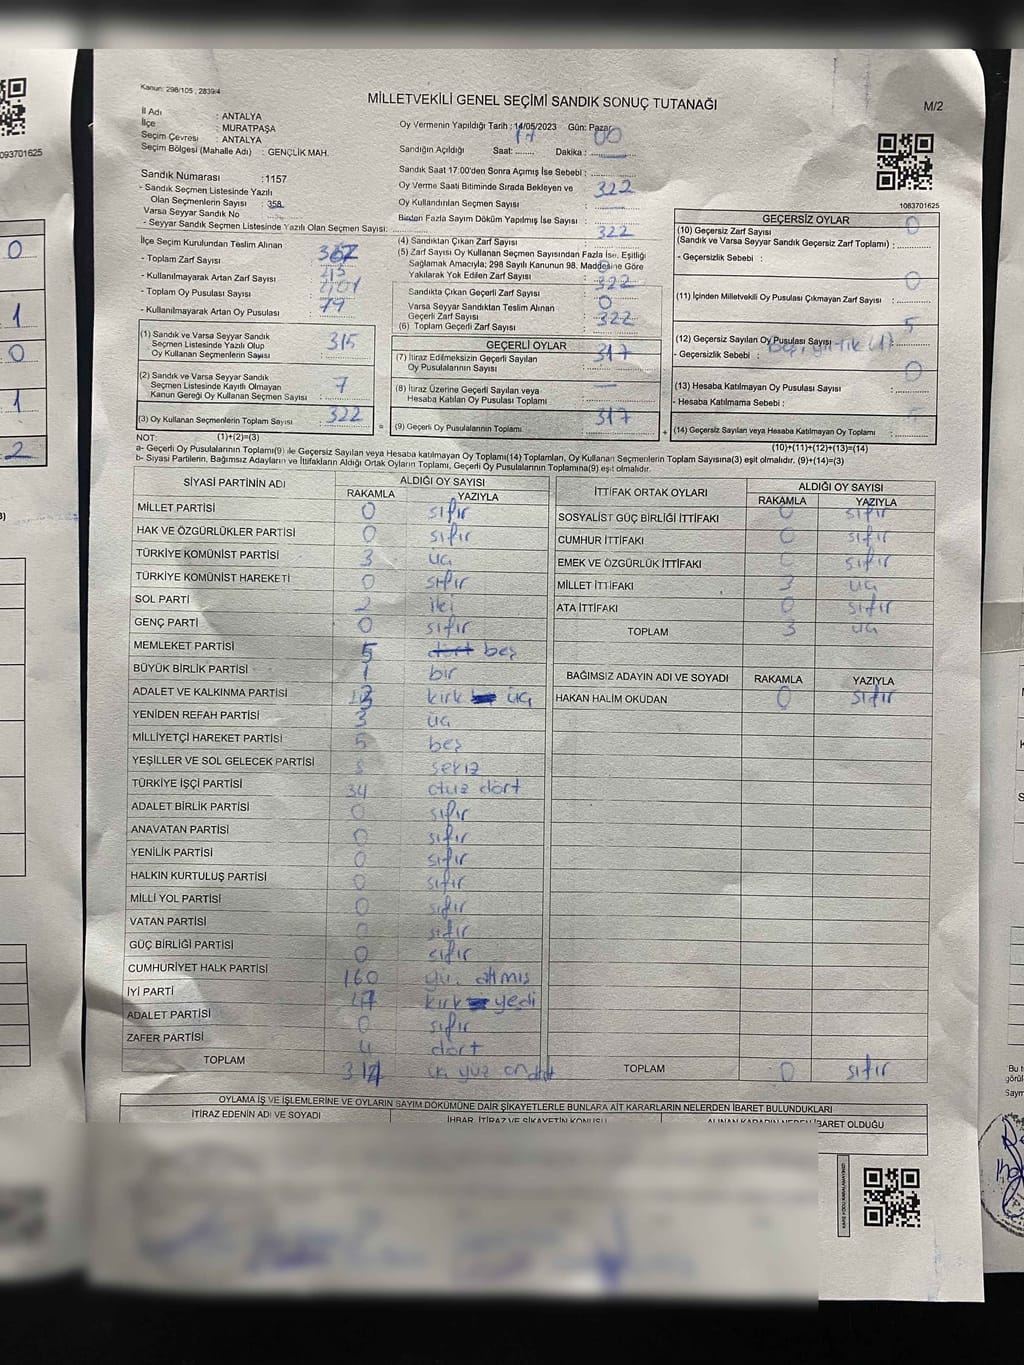 Kanun: 298/105 , 2839/4
MİLLETVEKİLİ GENEL SEÇİMİ SANDIK SONUÇ TUTANAĞI
M/2
İl Adı : ANTALYA
İlçe : MURATPAŞA
Seçim Çevresi : ANTALYA
Seçim Bölgesi (Mahalle Adı) : GENÇLİK MAH.
Oy Vermenin Yapıldığı Tarih : 14/05/2023 Gün: Pazar
Sandığın Açıldığı Saat: 17 Dakika : 00
Sandık Saat 17:00'den Sonra Açımış İse Sebebi :
Oy Verme Saati Bitiminde Sırada Bekleyen ve
Oy Kullandırılan Seçmen Sayısı : 322
Birden Fazla Sayım Döküm Yapılmış İse Sayısı :
Sandık Numarası :1157
- Sandık Seçmen Listesinde Yazılı
Olan Seçmenlerin Sayısı : 358
Varsa Seyyar Sandık No
- Seyyar Sandık Seçmen Listesinde Yazılı Olan Seçmen Sayısı:
1083701625
093701625
İlçe Seçim Kurulundan Teslim Alınan
- Toplam Zarf Sayısı :
- Kullanılmayarak Artan Zarf Sayısı :
- Toplam Oy Pusulası Sayısı : 401
- Kullanılmayarak Artan Oy Pusulası : 79
(1) Sandık ve Varsa Seyyar Sandık
Seçmen Listesinde Yazılı Olup
Oy Kullanan Seçmenlerin Sayısı : 315
(2) Sandık ve Varsa Seyyar Sandık
Seçmen Listesinde Kayıtlı Olmayan
Kanun Gereği Oy Kullanan Seçmen Sayısı : 7
(3) Oy Kullanan Seçmenlerin Toplam Sayısı : 322
(4) Sandıktan Çıkan Zarf Sayısı : 322
(5) Zarf Sayısı Oy Kullanan Seçmen Sayısından Fazla İse, Eşitliği
Sağlamak Amacıyla; 298 Sayılı Kanunun 98. Maddesine Göre
Yakılarak Yok Edilen Zarf Sayısı : 0
Sandıkta Çıkan Geçerli Zarf Sayısı : 322
Varsa Seyyar Sandıktan Teslim Alınan
Geçerli Zarf Sayısı : 0
(6) Toplam Geçerli Zarf Sayısı : 322
GEÇERLİ OYLAR
(7) İtiraz Edilmeksizin Geçerli Sayılan
Oy Pusulalarının Sayısı : 317
(8) İtiraz Üzerine Geçerli Sayılan veya
Hesaba Katılan Oy Pusulası Toplamı : —
(9) Geçerli Oy Pusulalarının Toplamı : 317
GEÇERSİZ OYLAR
(10) Geçersiz Zarf Sayısı
(Sandık ve Varsa Seyyar Sandık Geçersiz Zarf Toplamı) : 0
- Geçersizlik Sebebi :
(11) İçinden Milletvekili Oy Pusulası Çıkmayan Zarf Sayısı : 0
(12) Geçersiz Sayılan Oy Pusulası Sayısı : 5
- Geçersizlik Sebebi :
(13) Hesaba Katılmayan Oy Pusulası Sayısı : 0
- Hesaba Katılmama Sebebi :
(14) Geçersiz Sayılan veya Hesaba Katılmayan Oy Toplamı :
NOT: (1)+(2)=(3)
(10)+(11)+(12)+(13)=(14)
a- Geçerli Oy Pusulalarının Toplamı(9) ile Geçersiz Sayılan veya Hesaba katılmayan Oy Toplamı(14) Toplamları, Oy Kullanan Seçmenlerin Toplam Sayısına(3) eşit olmalıdır. (9)+(14)=(3)
b- Siyasi Partilerin, Bağımsız Adayların ve İttifakların Aldığı Ortak Oyların Toplamı, Geçerli Oy Pusulalarının Toplamına(9) eşit olmalıdır.
SİYASİ PARTİNİN ADI ALDIĞI OY SAYISI
RAKAMLA YAZIYLA
MİLLET PARTİSİ 0 sıfır
HAK VE ÖZGÜRLÜKLER PARTİSİ 0 sıfır
TÜRKİYE KOMÜNİST PARTİSİ 3 üç
TÜRKİYE KOMÜNİST HAREKETİ 0 sıfır
SOL PARTİ 2 iki
GENÇ PARTİ 0 sıfır
MEMLEKET PARTİSİ 5 dört beş
BÜYÜK BİRLİK PARTİSİ 1 bir
ADALET VE KALKINMA PARTİSİ kırk üç
YENİDEN REFAH PARTİSİ 3 üç
MİLLİYETÇİ HAREKET PARTİSİ 5 beş
YEŞİLLER VE SOL GELECEK PARTİSİ 8 sekiz
TÜRKİYE İŞÇİ PARTİSİ 34 otuz dört
ADALET BİRLİK PARTİSİ 0 sıfır
ANAVATAN PARTİSİ 0 sıfır
YENİLİK PARTİSİ 0 sıfır
HALKIN KURTULUŞ PARTİSİ 0 sıfır
MİLLİ YOL PARTİSİ 0 sıfır
VATAN PARTİSİ 0 sıfır
GÜÇ BİRLİĞİ PARTİSİ 0 sıfır
CUMHURİYET HALK PARTİSİ 160 yüz atmış
İYİ PARTİ 47 kırk yedi
ADALET PARTİSİ 0 sıfır
ZAFER PARTİSİ 4 dört
TOPLAM 314 üç yüz on dört
İTTİFAK ORTAK OYLARI ALDIĞI OY SAYISI
RAKAMLA YAZIYLA
SOSYALİST GÜÇ BİRLİĞİ İTTİFAKI 0 sıfır
CUMHUR İTTİFAKI 0 sıfır
EMEK VE ÖZGÜRLÜK İTTİFAKI 0 sıfır
MİLLET İTTİFAKI 3 üç
ATA İTTİFAKI 0 sıfır
TOPLAM 3 üç
BAĞIMSIZ ADAYIN ADI VE SOYADI RAKAMLA YAZIYLA
HAKAN HALİM OKUDAN 0 sıfır
TOPLAM 0 sıfır
OYLAMA İŞ VE İŞLEMLERİNE VE OYLARIN SAYIM DÖKÜMÜNE DAİR ŞİKAYETLERLE BUNLARA AİT KARARLARIN NELERDEN İBARET BULUNDUKLARI
İTİRAZ EDENİN ADI VE SOYADI
İHBAR, İTİRAZ VE ŞİKAYETİN KONUSU
ALINAN KARARIN NEDEN İBARET OLDUĞU
0
1
0
1
2